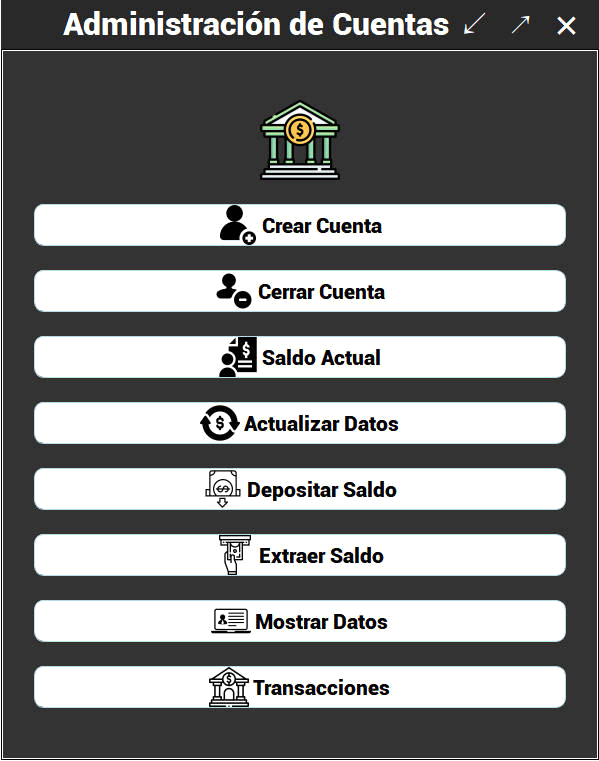 Administración de Cuentas
Crear Cuenta
Cerrar Cuenta
Saldo Actual
Actualizar Datos
Depositar Saldo
Extraer Saldo
Mostrar Datos
Transacciones